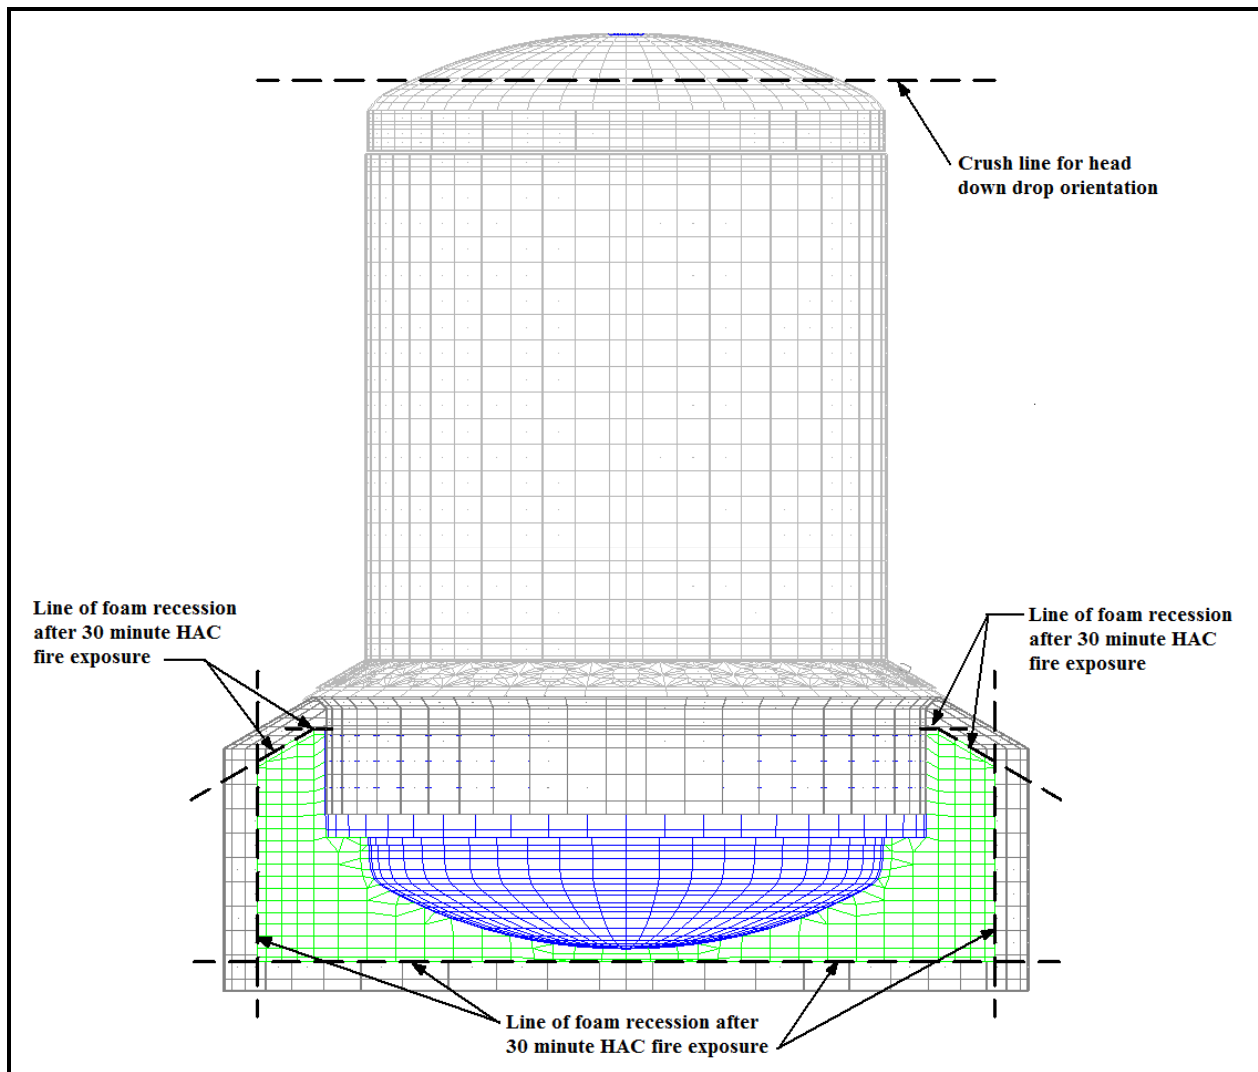 Crush line for head
down drop orientation
Line of foam recession
after 30 minute HAC
fire exposure
Line of foam recession
after 30 minute HAC
fire exposure
Line of foam recession after
30 minute HAC fire exposure